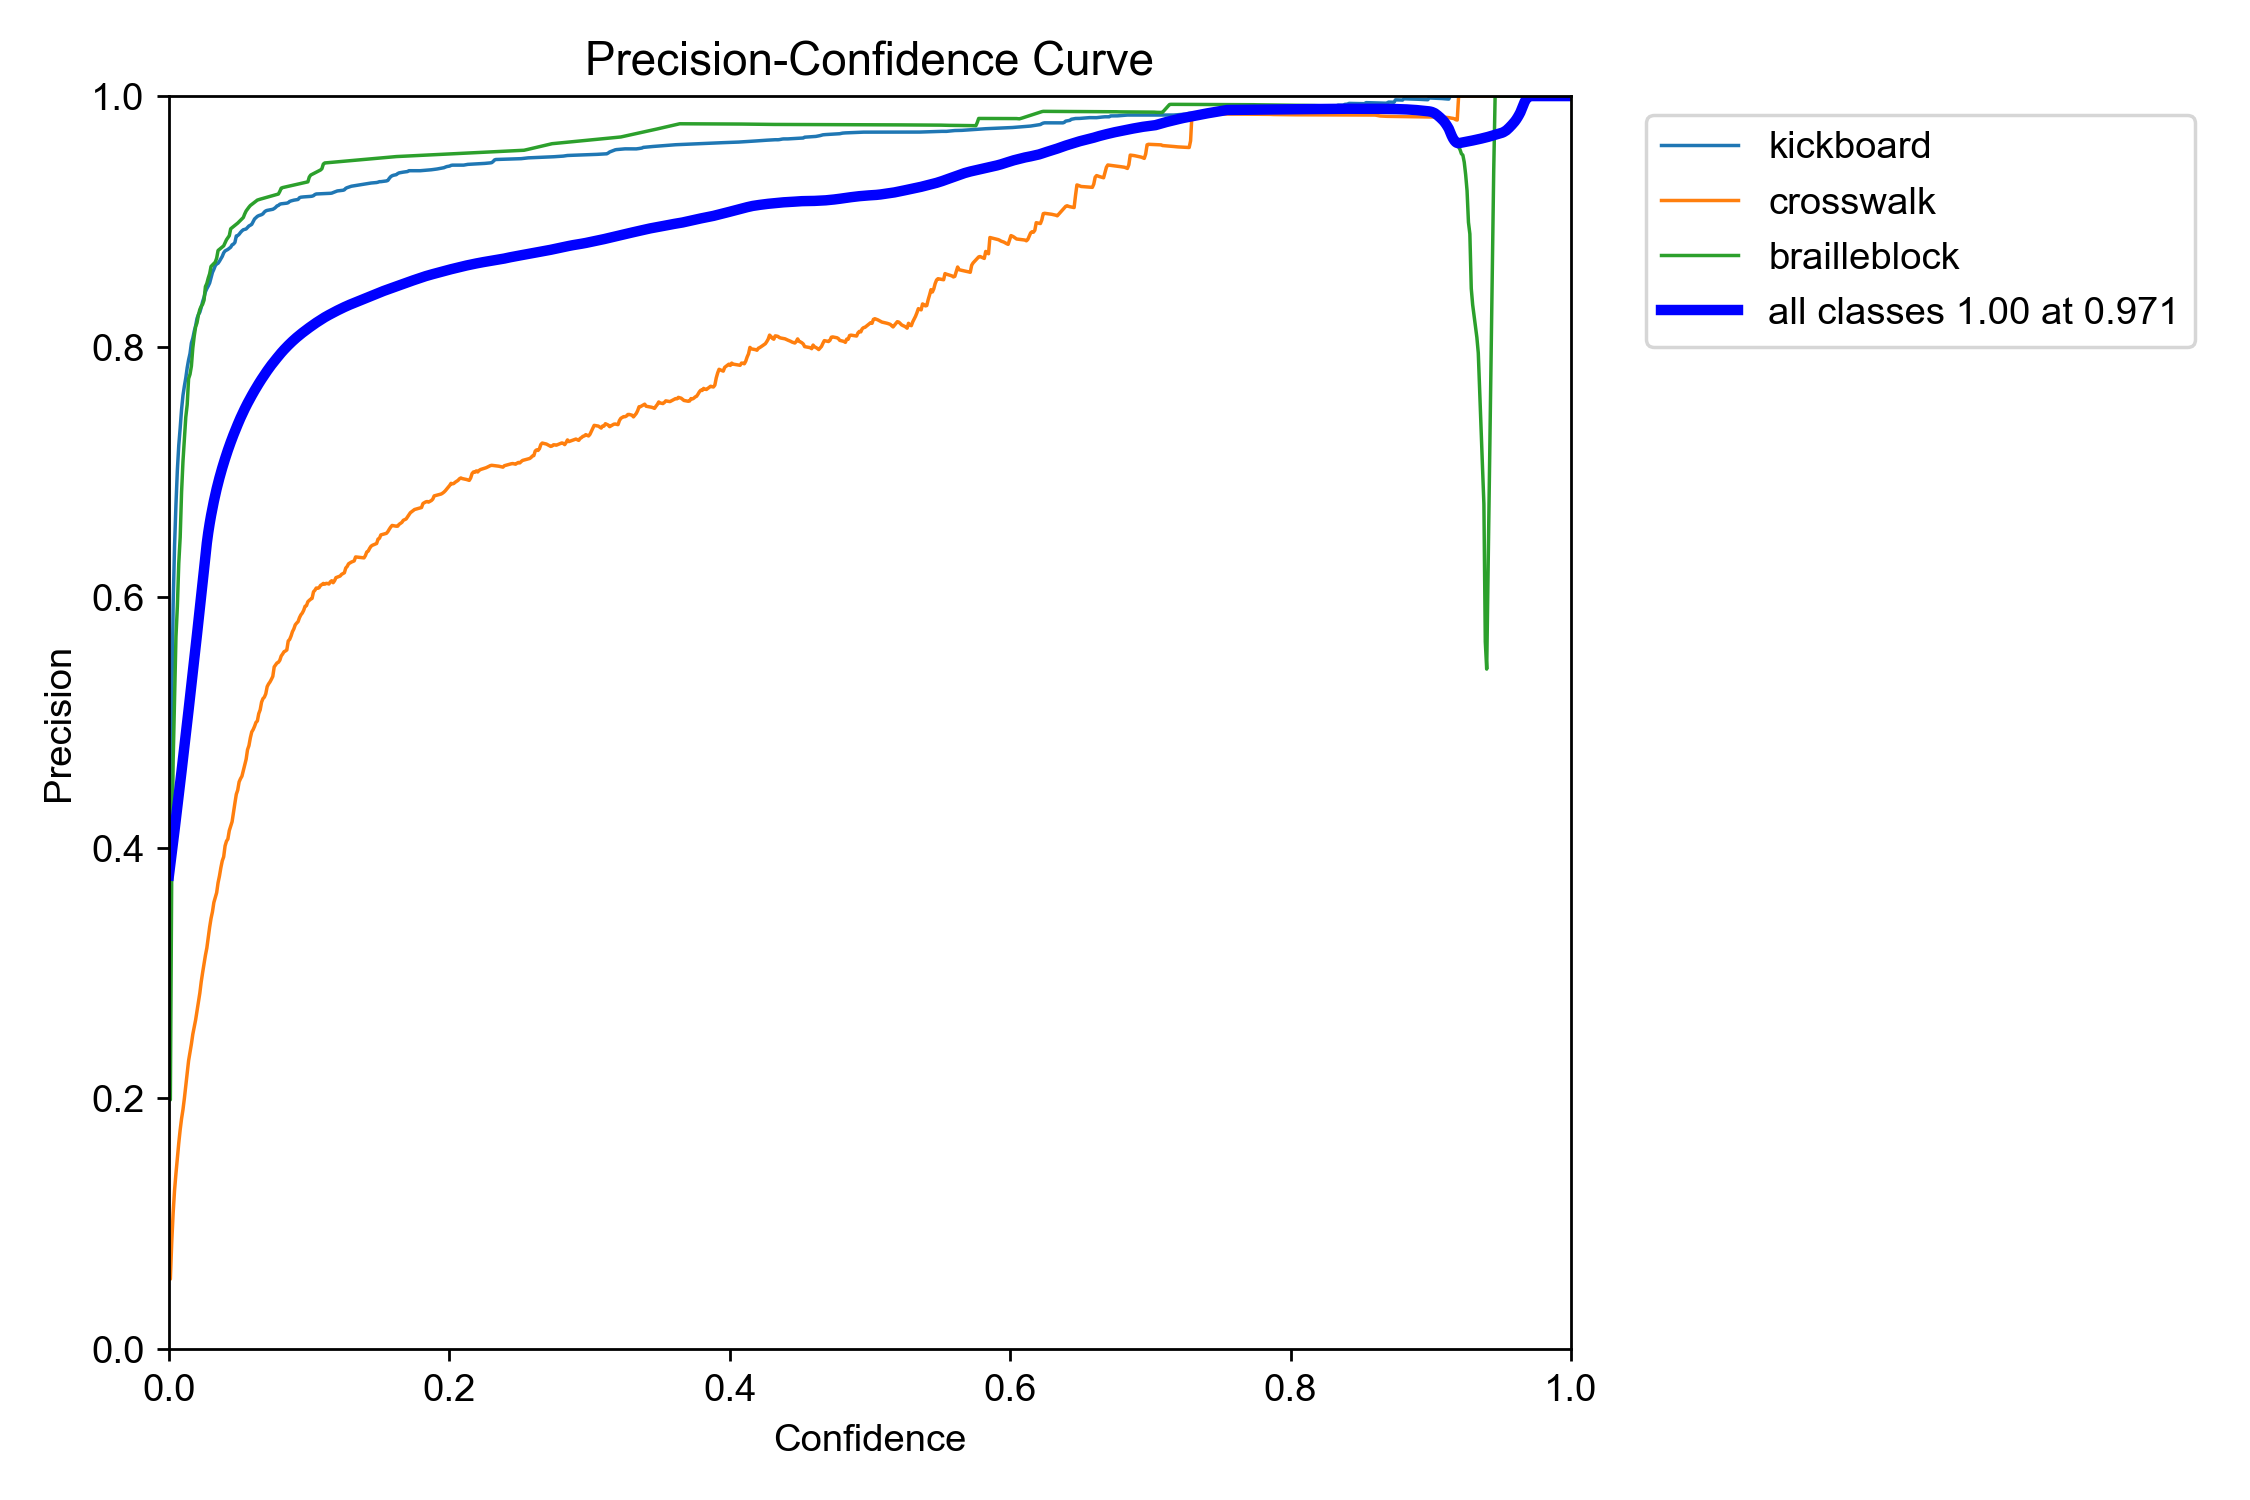 Precision-Confidence Curve
1.0
0.8
0.6
0.4
0.2
0.0
Precision
0.0 0.2 0.4 0.6 0.8 1.0
Confidence
kickboard
crosswalk
brailleblock
all classes 1.00 at 0.971